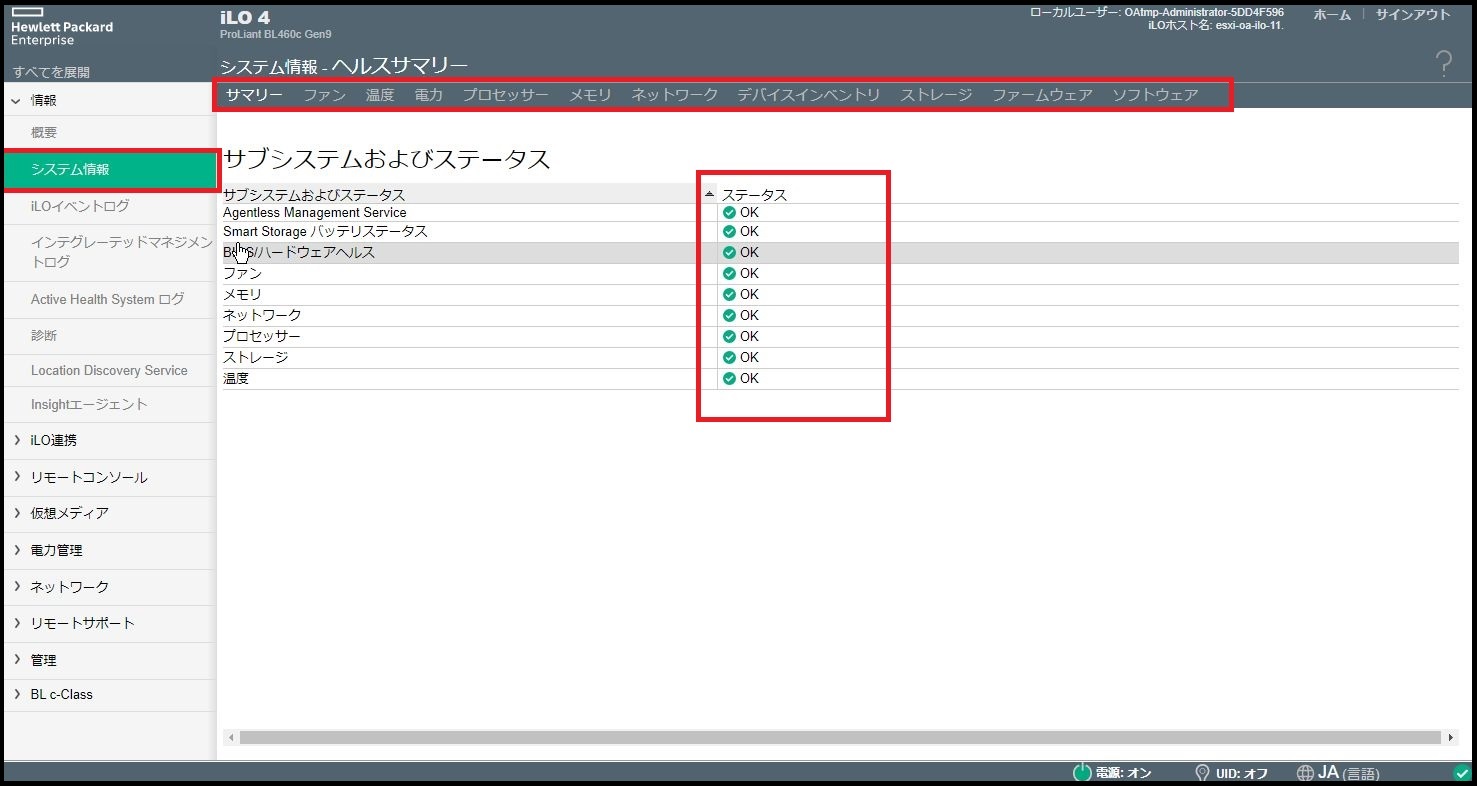 Hewlett Packard
Enterprise
iLO 4
ProLiant BL460c Gen9
ローカルユーザー: OAtmp-Administrator-5DD4F596
iLOホスト名: esxi-oa-ilo-11.
ホーム
サインアウト
すべてを展開
システム情報 - ヘルスサマリー
?
サマリー ファン 温度 電力 プロセッサー メモリ ネットワーク デバイスインベントリ ストレージ ファームウェア ソフトウェア
情報
概要
システム情報
iLOイベントログ
インテグレーテッドマネジメン
トログ
Active Health System ログ
診断
Location Discovery Service
Insightエージェント
iLO連携
リモートコンソール
仮想メディア
電力管理
ネットワーク
リモートサポート
管理
BL c-Class
サブシステムおよびステータス
サブシステムおよびステータス ステータス
Agentless Management Service OK
Smart Storage バッテリステータス OK
BIOS/ハードウェアヘルス OK
ファン OK
メモリ OK
ネットワーク OK
プロセッサー OK
ストレージ OK
温度 OK
電源: オン UID: オフ JA (言語)